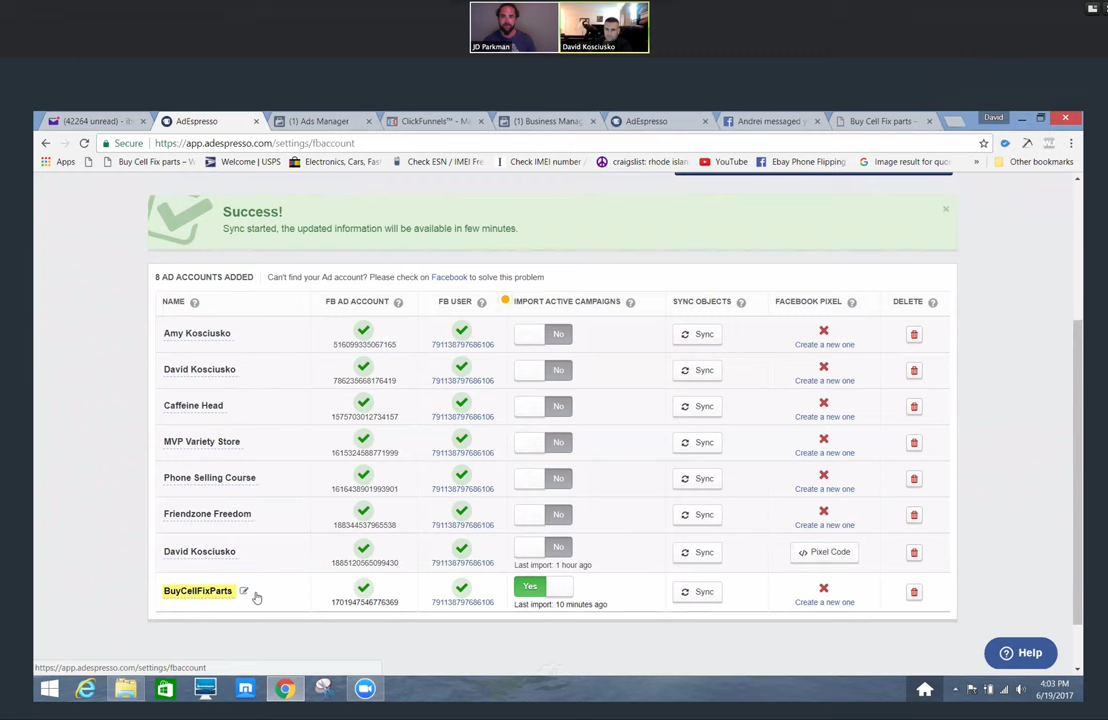 JD Parkman
David Kosciusko
(42264 unread) - ib
AdEspresso
(1) Ads Manager
ClickFunnels™ - M
(1) Business Mana
AdEspresso
Andrei messaged y
Buy Cell Fix parts -
David
Secure
https://app.adespresso.com/settings/fbaccount
Apps
Buy Cell Fix parts –
Welcome | USPS
Electronics, Cars, Fas
Check ESN / IMEI Fre
Check IMEI number
craigslist: rhode islan
YouTube
Ebay Phone Flipping
Image result for quo
»
Other bookmarks
Success!
×
Sync started, the updated information will be available in few minutes.
8 AD ACCOUNTS ADDED
Can't find your Ad account? Please check on Facebook to solve this problem
NAME
FB AD ACCOUNT
FB USER
IMPORT ACTIVE CAMPAIGNS
SYNC OBJECTS
FACEBOOK PIXEL
DELETE
Amy Kosciusko
516099335067165
791138797686106
No
Sync
Create a new one
David Kosciusko
786235668176419
791138797686106
No
Sync
Create a new one
Caffeine Head
1575703012734157
791138797686106
No
Sync
Create a new one
MVP Variety Store
1615324588771999
791138797686106
No
Sync
Create a new one
Phone Selling Course
1616438901993901
791138797686106
No
Sync
Create a new one
Friendzone Freedom
188344537965538
791138797686106
No
Sync
Create a new one
David Kosciusko
1885120565099430
791138797686106
No
Last import: 1 hour ago
Sync
Pixel Code
BuyCellFixParts
1701947546776369
791138797686106
Yes
Last import: 10 minutes ago
Sync
Create a new one
Help
https://app.adespresso.com/settings/fbaccount
4:03 PM
6/19/2017